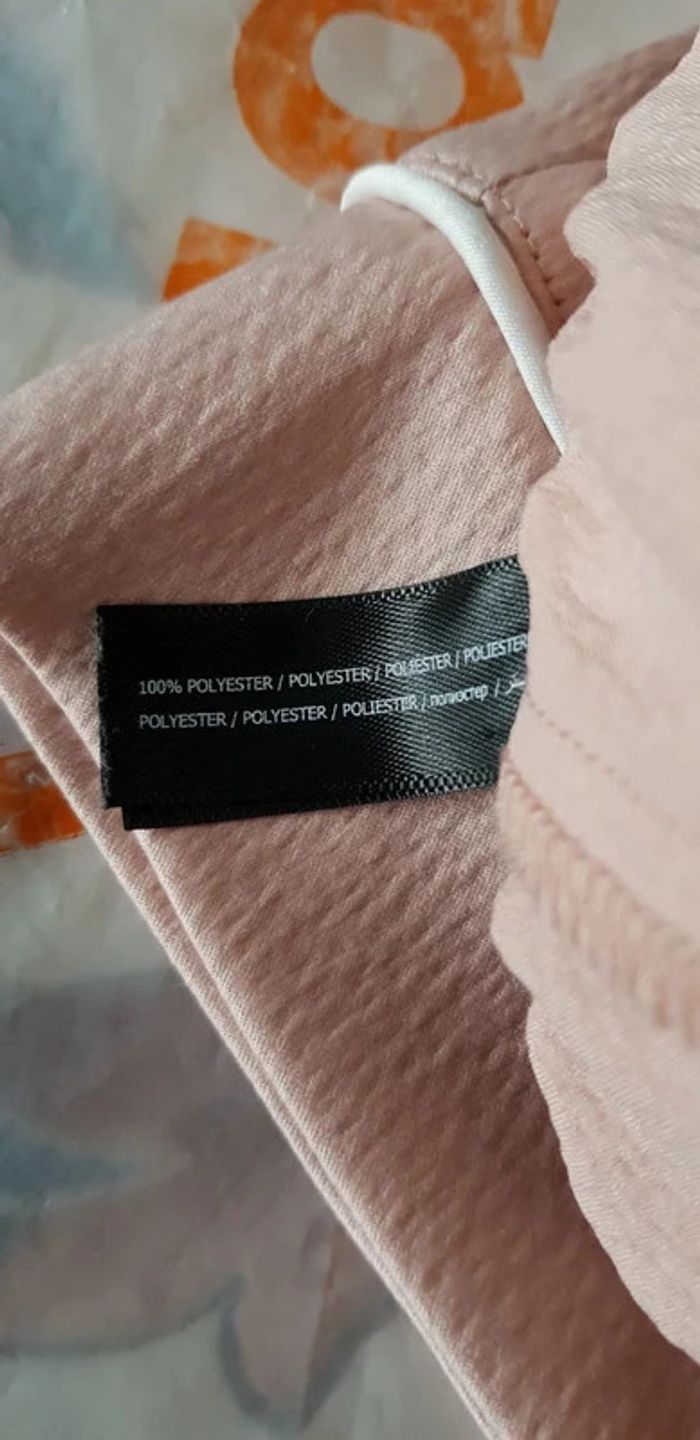 100% POLYESTER / POLYESTER / POLIESTER / POLIESTER
POLYESTER / POLYESTER / POLIESTER / полиэстер /